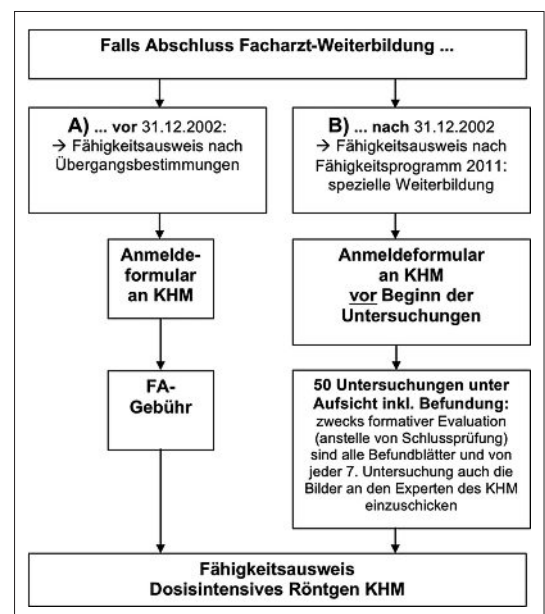 Falls Abschluss Facharzt-Weiterbildung ...
A) ... vor 31.12.2002:
→ Fähigkeitsausweis nach
Übergangsbestimmungen
B) ... nach 31.12.2002
→ Fähigkeitsausweis nach
Fähigkeitsprogramm 2011:
spezielle Weiterbildung
Anmelde-
formular
an KHM
Anmeldeformular
an KHM
vor Beginn der
Untersuchungen
FA-
Gebühr
50 Untersuchungen unter
Aufsicht inkl. Befundung:
zwecks formativer Evaluation
(anstelle von Schlussprüfung)
sind alle Befundblätter und von
jeder 7. Untersuchung auch die
Bilder an den Experten des KHM
einzuschicken
Fähigkeitsausweis
Dosisintensives Röntgen KHM